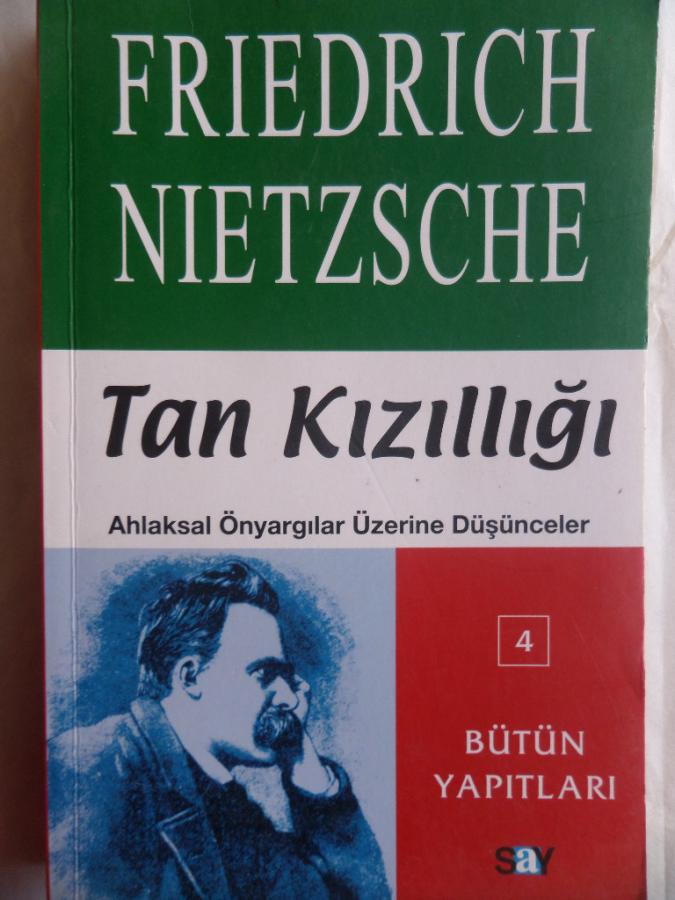 FRIEDRICH
NIETZSCHE
Tan Kızıllığı
Ahlaksal Önyargılar Üzerine Düşünceler
4
BÜTÜN
YAPITLARI
SaY